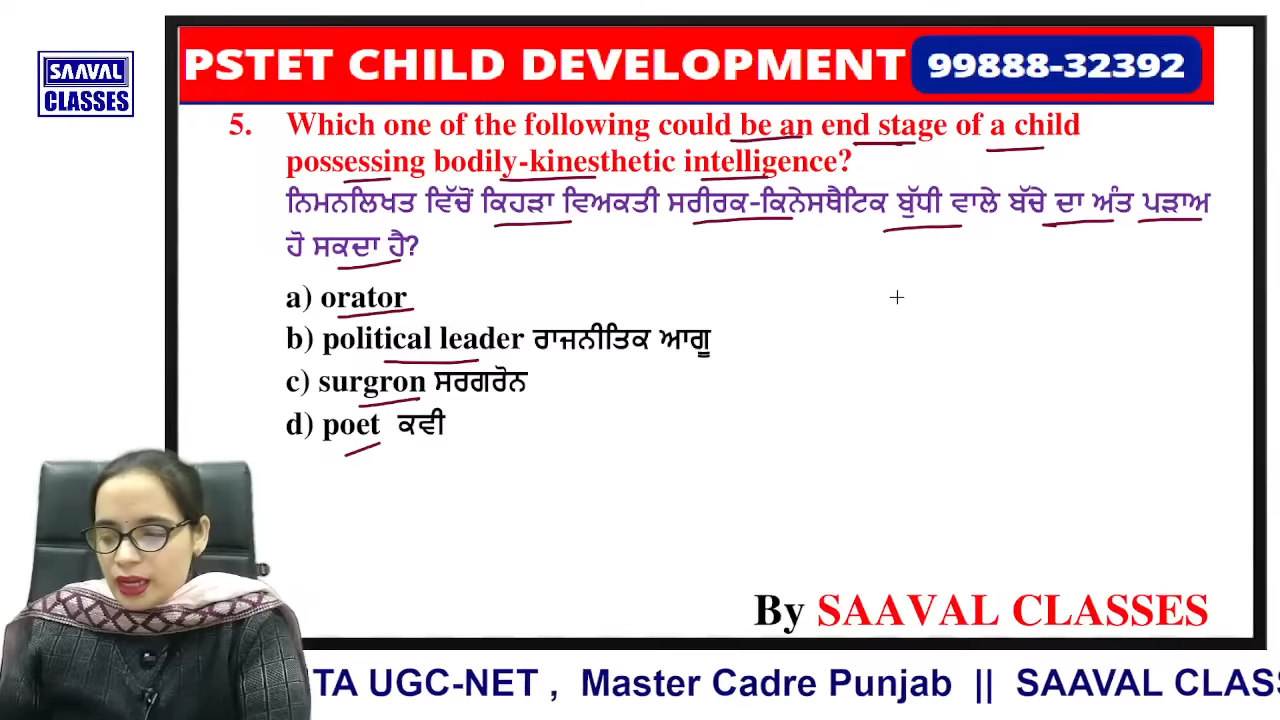 SAAVAL
CLASSES
PSTET CHILD DEVELOPMENT 99888-32392
5. Which one of the following could be an end stage of a child
possessing bodily-kinesthetic intelligence?
ਨਿਮਨਲਿਖਤ ਵਿੱਚੋਂ ਕਿਹੜਾ ਵਿਅਕਤੀ ਸਰੀਰਕ-ਕਿਨੇਸਥੈਟਿਕ ਬੁੱਧੀ ਵਾਲੇ ਬੱਚੇ ਦਾ ਅੰਤ ਪੜਾਅ
ਹੋ ਸਕਦਾ ਹੈ?
a) orator
b) political leader ਰਾਜਨੀਤਿਕ ਆਗੂ
c) surgron ਸਰਗਰੋਨ
d) poet ਕਵੀ
By SAAVAL CLASSES
TA UGC-NET , Master Cadre Punjab || SAAVAL CLASS